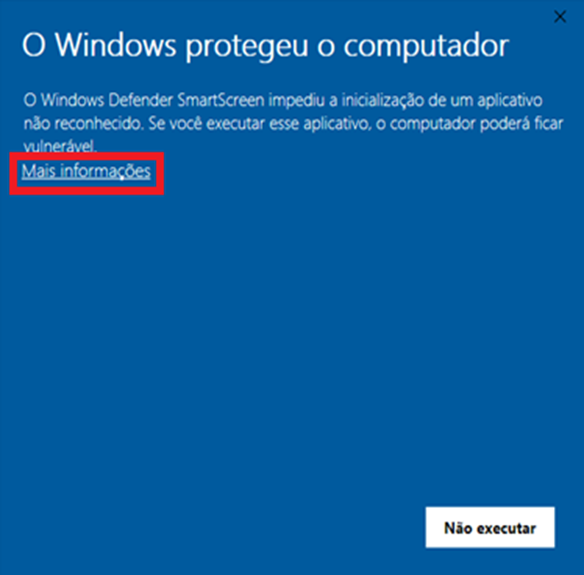 O Windows protegeu o computador
O Windows Defender SmartScreen impediu a inicialização de um aplicativo
não reconhecido. Se você executar esse aplicativo, o computador poderá ficar
vulnerável.
Mais informações
Não executar